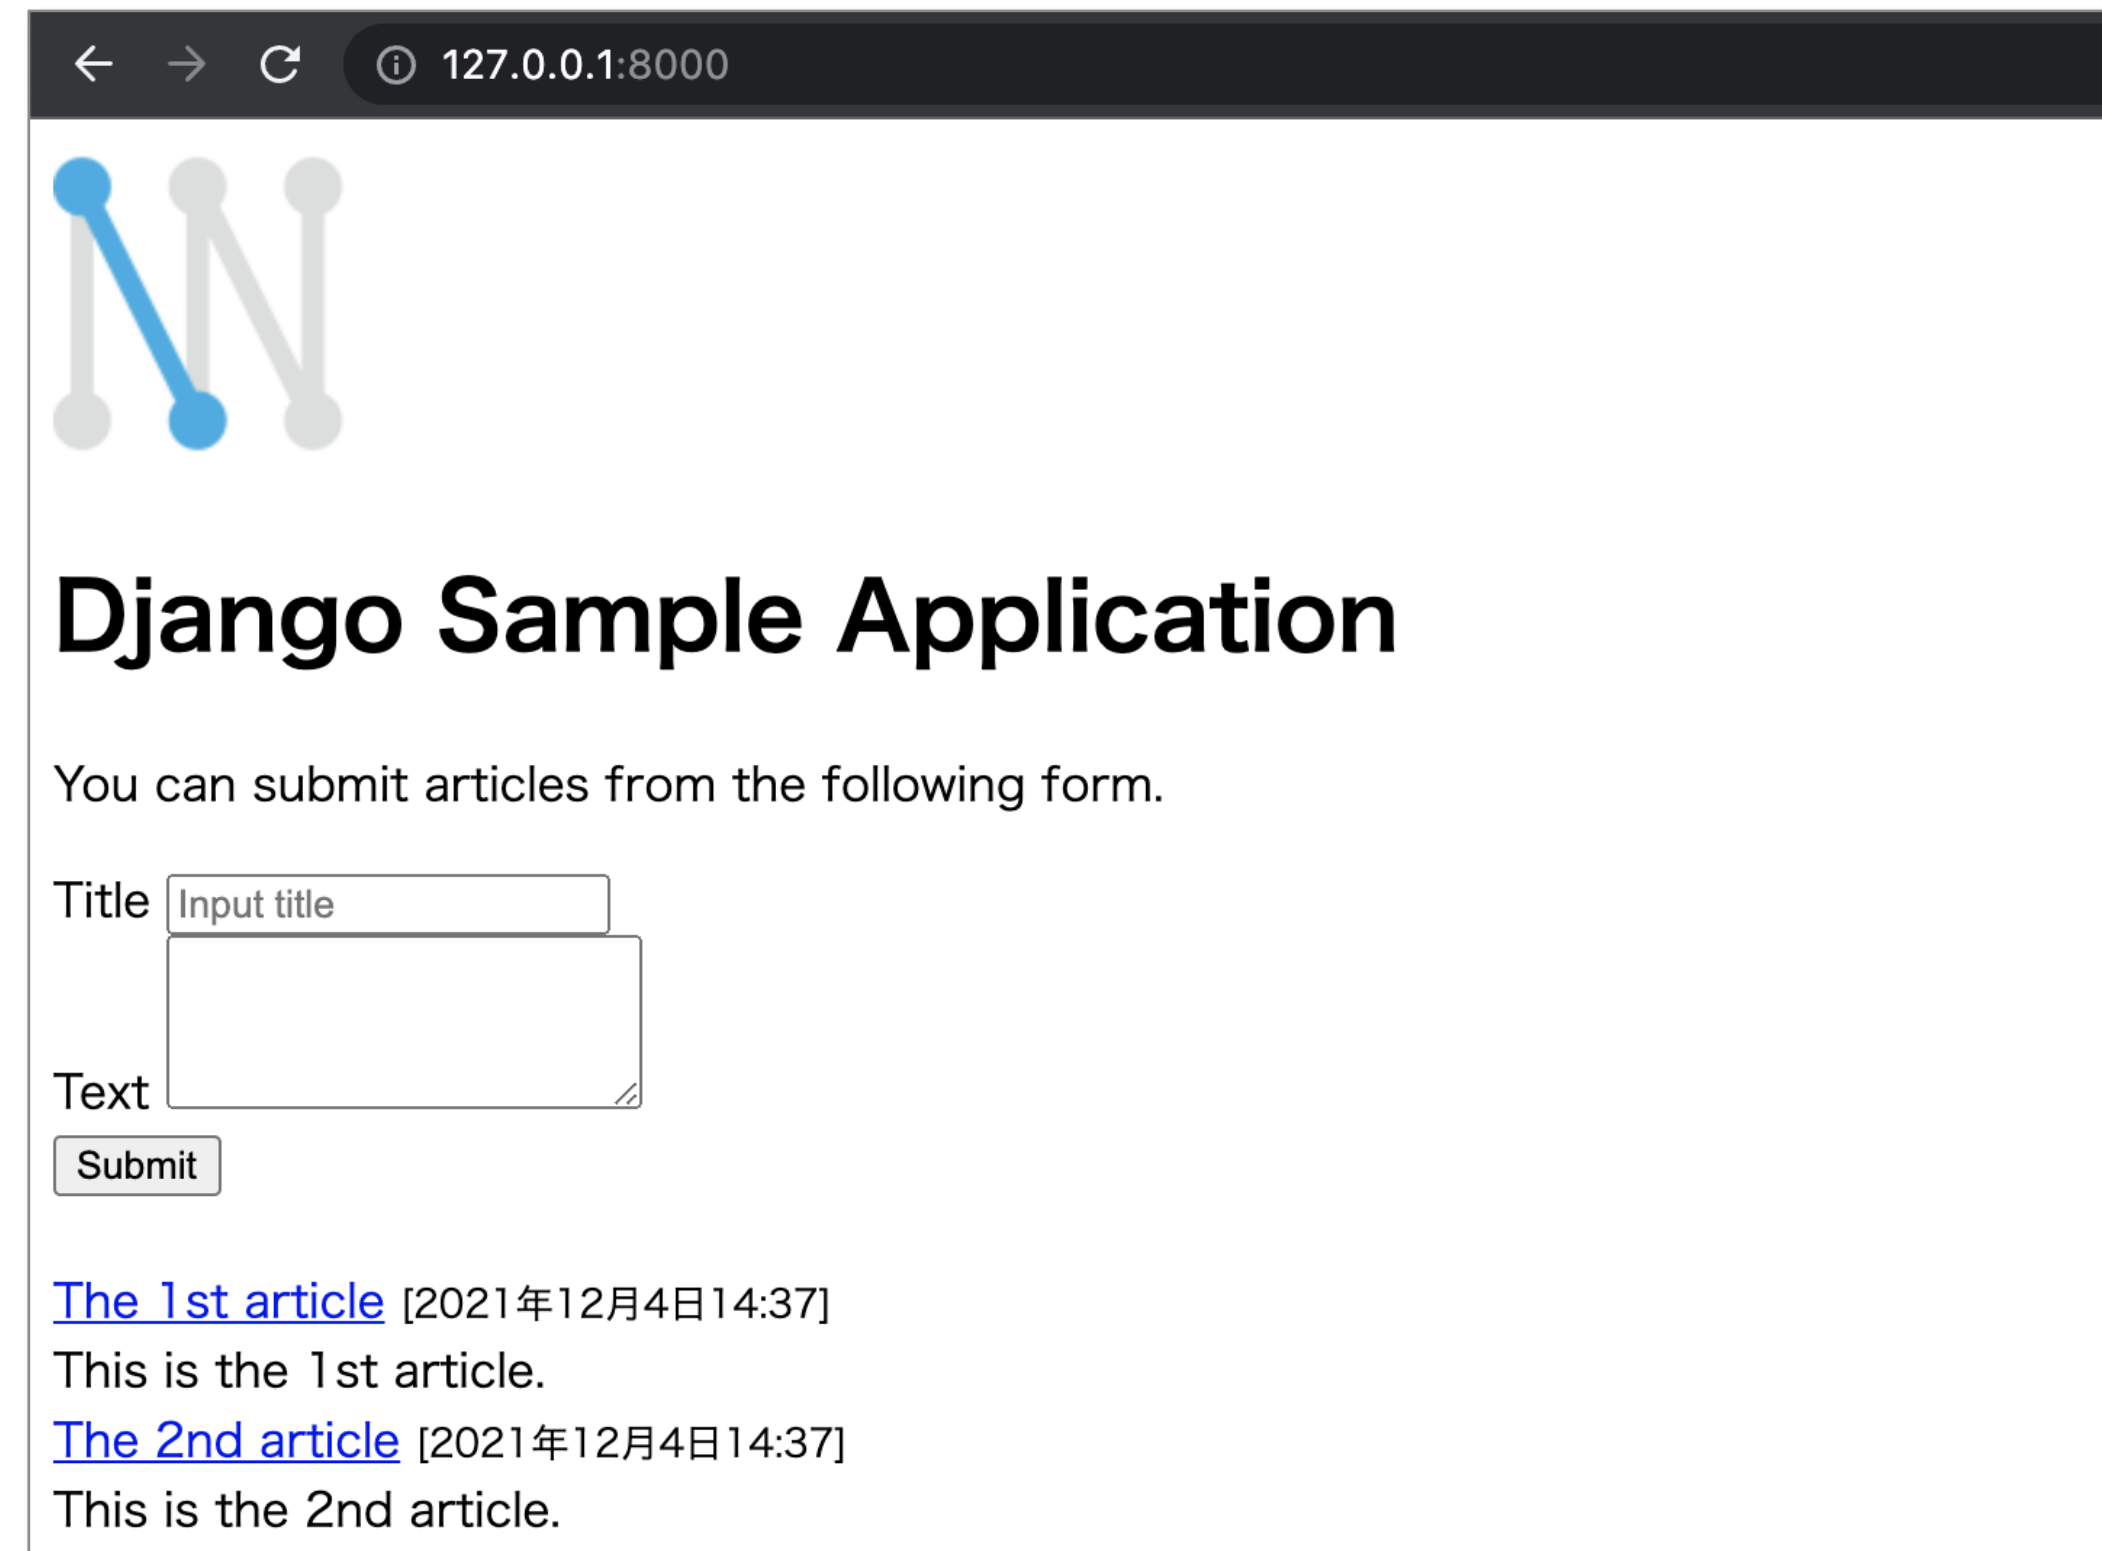 127.0.0.1:8000
Django Sample Application
You can submit articles from the following form.
Title Input title
Text
Submit
The 1st article [2021年12月4日14:37]
This is the 1st article.
The 2nd article [2021年12月4日14:37]
This is the 2nd article.